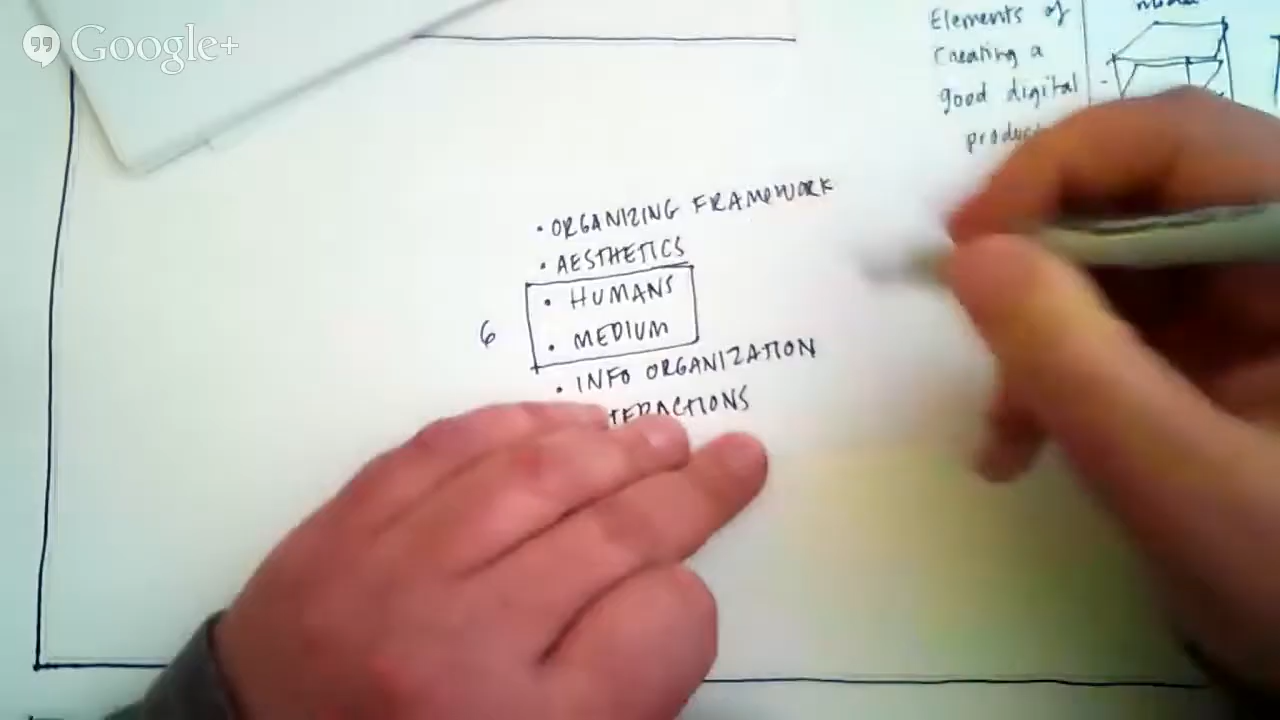 Google+
Elements of
Creating a
good digital
• ORGANIZING FRAMEWORK
• AESTHETICS
• HUMANS
6
• MEDIUM
• INFO ORGANIZATION